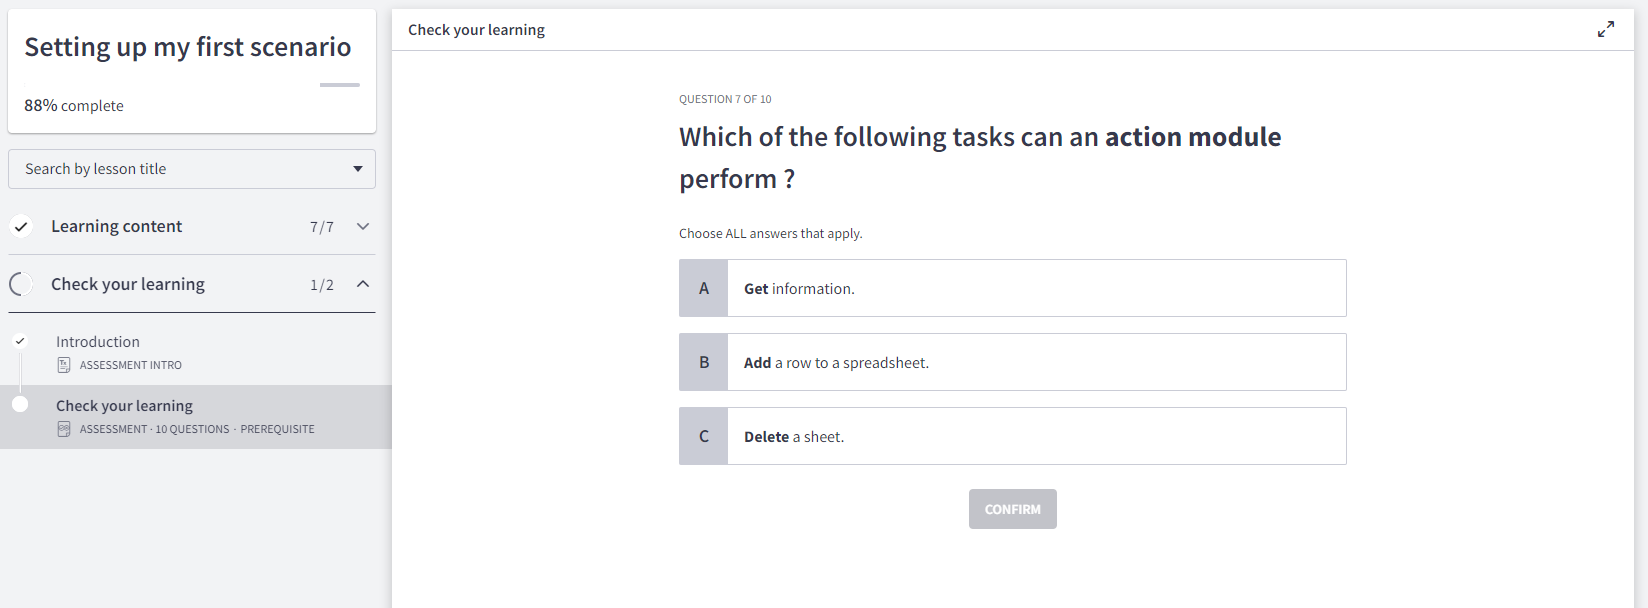 Setting up my first scenario
88% complete
Search by lesson title
Learning content 7/7
Check your learning 1/2
Introduction
ASSESSMENT INTRO
Check your learning
ASSESSMENT · 10 QUESTIONS · PREREQUISITE
Check your learning
QUESTION 7 OF 10
Which of the following tasks can an action module
perform ?
Choose ALL answers that apply.
A Get information.
B Add a row to a spreadsheet.
C Delete a sheet.
CONFIRM